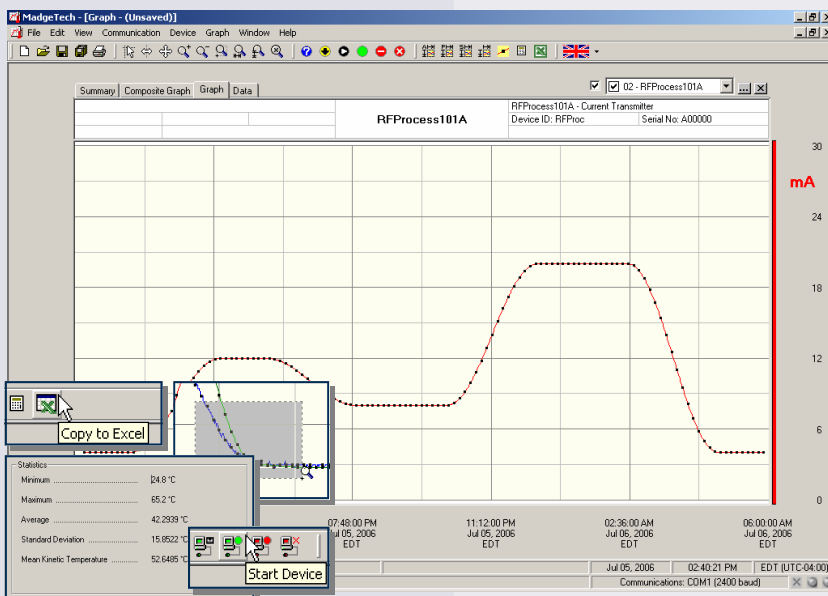 MadgeTech - [Graph - (Unsaved)]
File Edit View Communication Device Graph Window Help
Summary Composite Graph Graph Data
02 - RFProcess101A
RFProcess101A
RFProcess101A - Current Transmitter
Device ID: RFProc Serial No: A00000
30
mA
24
18
12
6
0
Copy to Excel
Statistics
Minimum 24.8 °C
Maximum 65.2 °C
Average 42.2939 °C
Standard Deviation 15.8522 °C
Mean Kinetic Temperature 52.6485 °C
Start Device
07:48:00 PM 11:12:00 PM 02:36:00 AM 06:00:00 AM
Jul 05, 2006 Jul 05, 2006 Jul 06, 2006 Jul 06, 2006
EDT EDT EDT EDT
Jul 05, 2006 02:40:21 PM EDT (UTC-04:00)
Communications: COM1 (2400 baud)